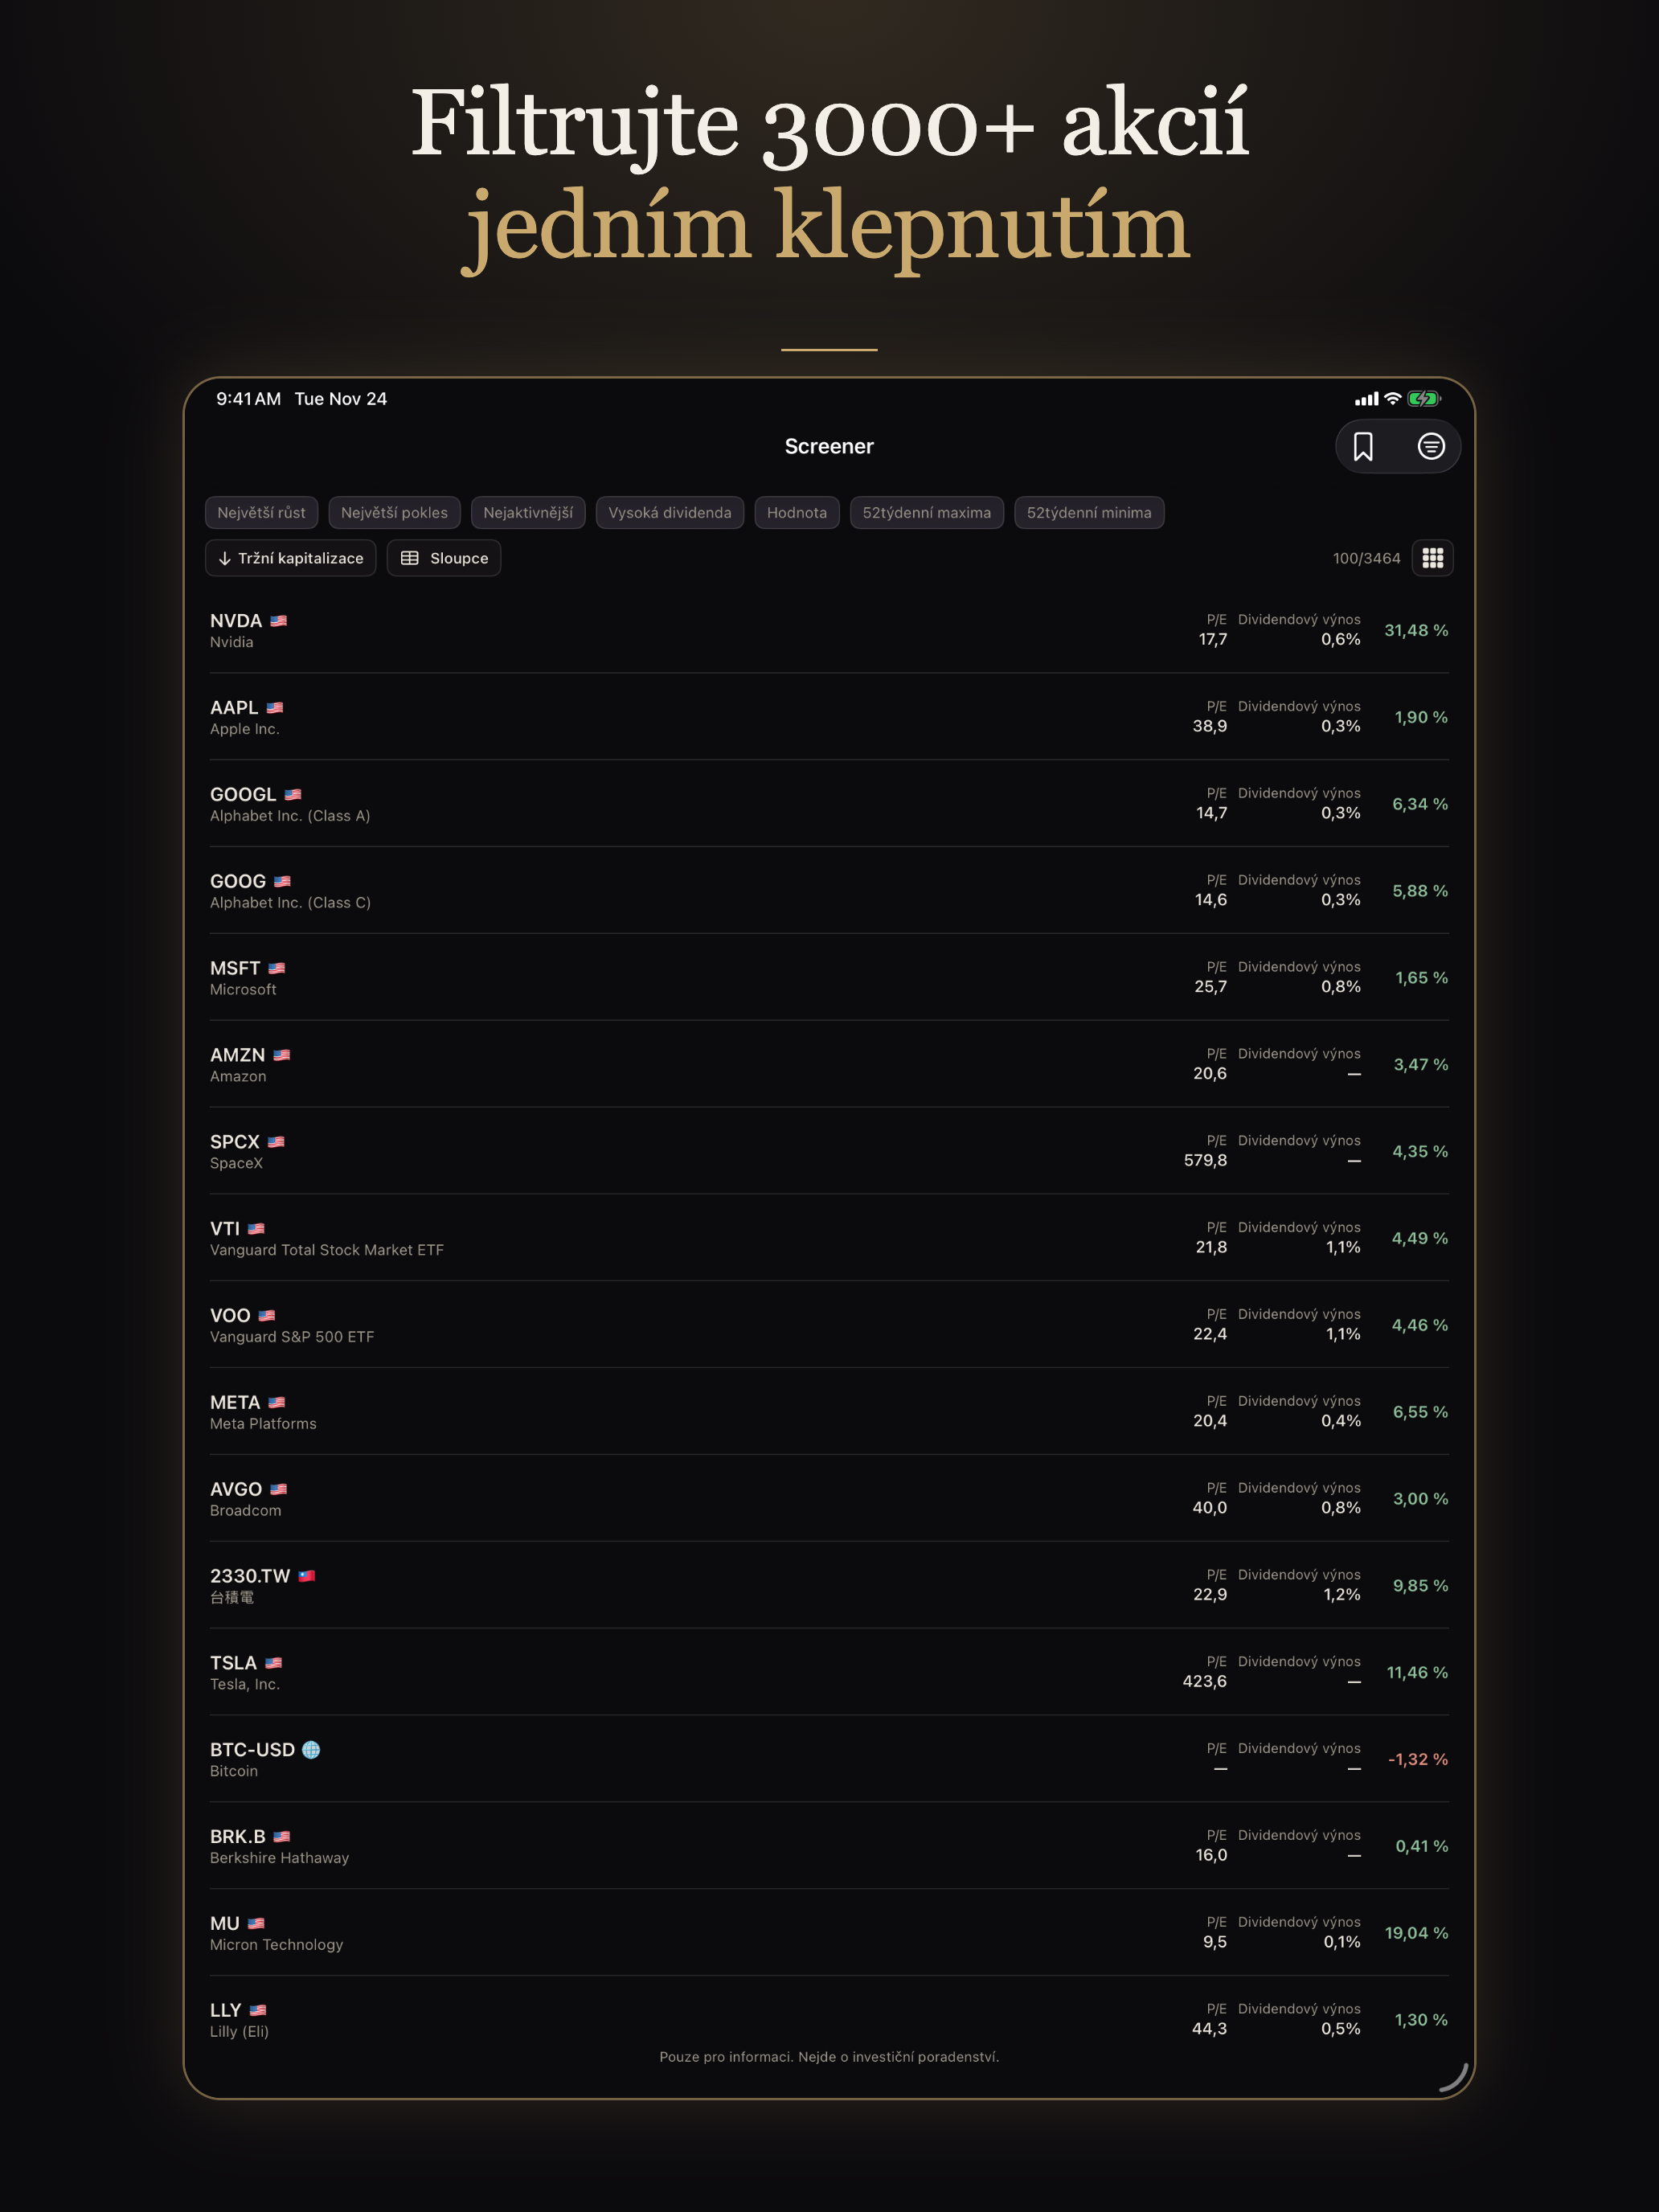 Filtrujte 3000+ akcií
jedním klepnutím
9:41 AM Tue Nov 24
Screener
Největší růst Největší pokles Nejaktivnější Vysoká dividenda Hodnota 52týdenní maxima 52týdenní minima
↓ Tržní kapitalizace Sloupce 100/3464
NVDA P/E Dividendový výnos 31,48 %
Nvidia 17,7 0,6%
AAPL P/E Dividendový výnos 1,90 %
Apple Inc. 38,9 0,3%
GOOGL P/E Dividendový výnos 6,34 %
Alphabet Inc. (Class A) 14,7 0,3%
GOOG P/E Dividendový výnos 5,88 %
Alphabet Inc. (Class C) 14,6 0,3%
MSFT P/E Dividendový výnos 1,65 %
Microsoft 25,7 0,8%
AMZN P/E Dividendový výnos 3,47 %
Amazon 20,6 —
SPCX P/E Dividendový výnos 4,35 %
SpaceX 579,8 —
VTI P/E Dividendový výnos 4,49 %
Vanguard Total Stock Market ETF 21,8 1,1%
VOO P/E Dividendový výnos 4,46 %
Vanguard S&P 500 ETF 22,4 1,1%
META P/E Dividendový výnos 6,55 %
Meta Platforms 20,4 0,4%
AVGO P/E Dividendový výnos 3,00 %
Broadcom 40,0 0,8%
2330.TW P/E Dividendový výnos 9,85 %
台積電 22,9 1,2%
TSLA P/E Dividendový výnos 11,46 %
Tesla, Inc. 423,6 —
BTC-USD P/E Dividendový výnos -1,32 %
Bitcoin — —
BRK.B P/E Dividendový výnos 0,41 %
Berkshire Hathaway 16,0 —
MU P/E Dividendový výnos 19,04 %
Micron Technology 9,5 0,1%
LLY P/E Dividendový výnos 1,30 %
Lilly (Eli) 44,3 0,5%
Pouze pro informaci. Nejde o investiční poradenství.